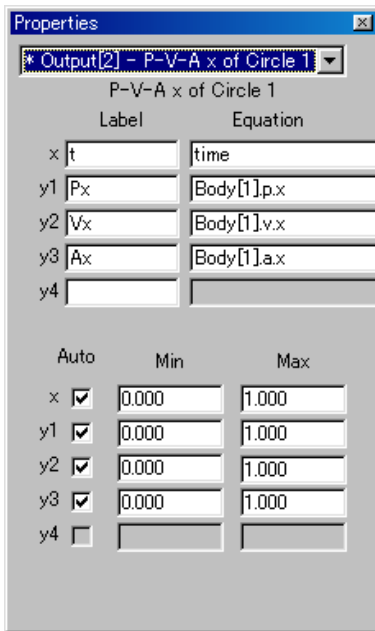 Properties
* Output[2] - P-V-A x of Circle 1
P-V-A x of Circle 1
Label Equation
x t time
y1 Px Body[1].p.x
y2 Vx Body[1].v.x
y3 Ax Body[1].a.x
y4
Auto Min Max
x 0.000 1.000
y1 0.000 1.000
y2 0.000 1.000
y3 0.000 1.000
y4